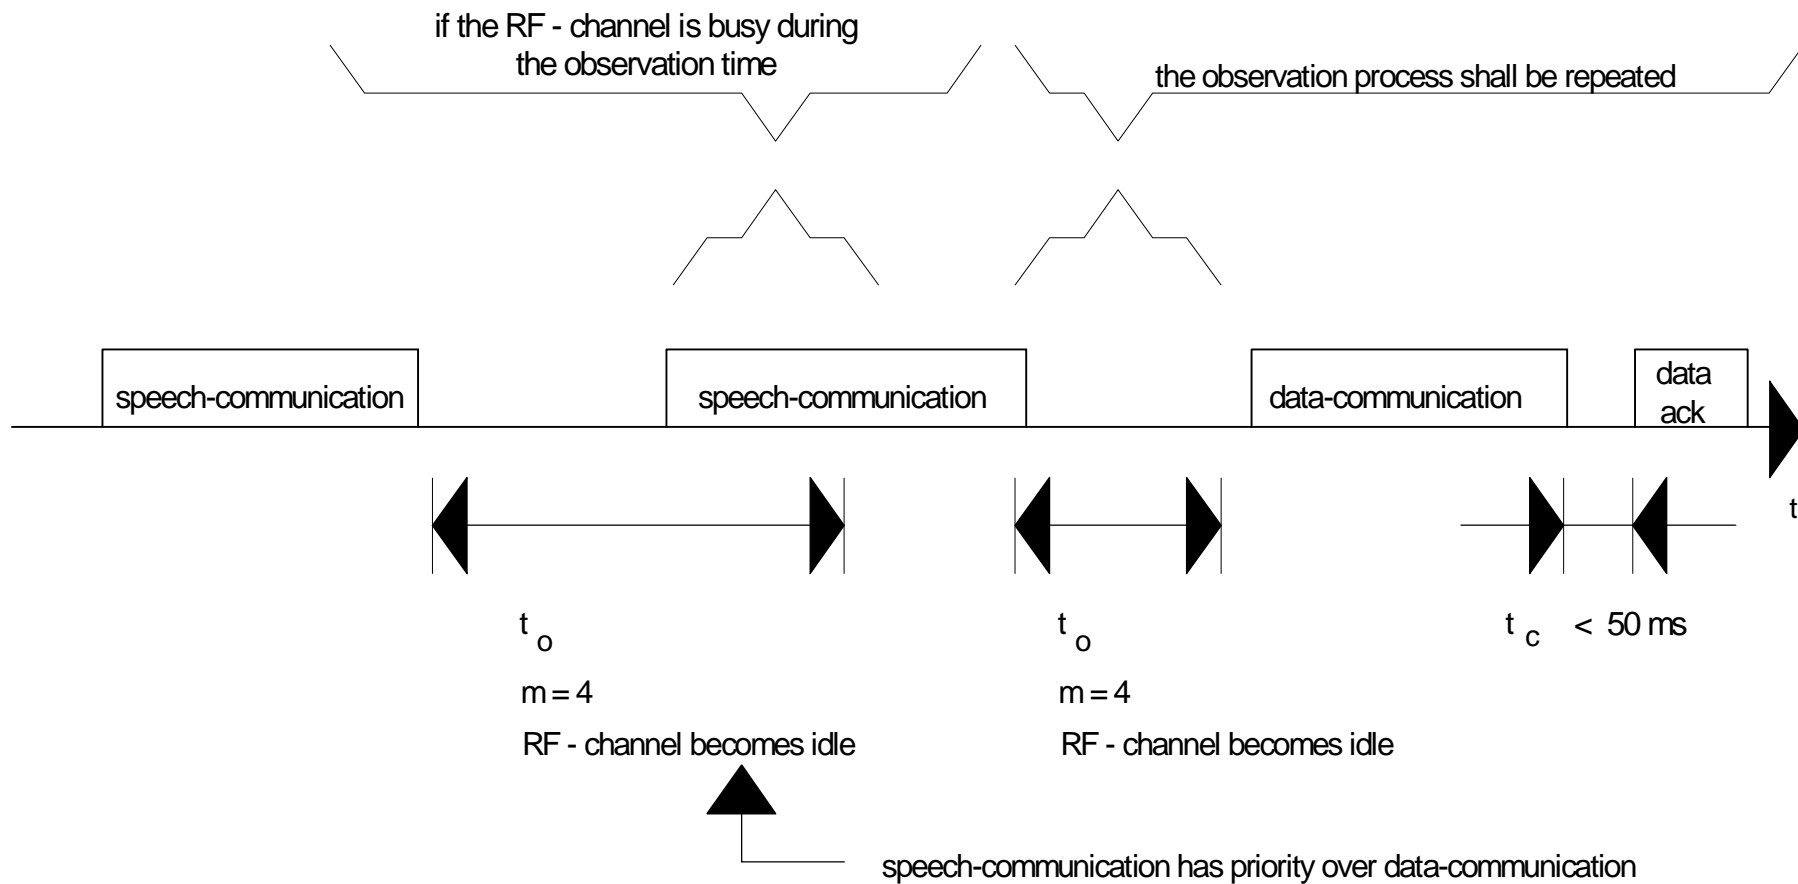 if the RF - channel is busy during
the observation time
the observation process shall be repeated
speech-communication
speech-communication
data-communication
data
ack
t
t o
t o
t c < 50 ms
m = 4
m = 4
RF - channel becomes idle
RF - channel becomes idle
speech-communication has priority over data-communication